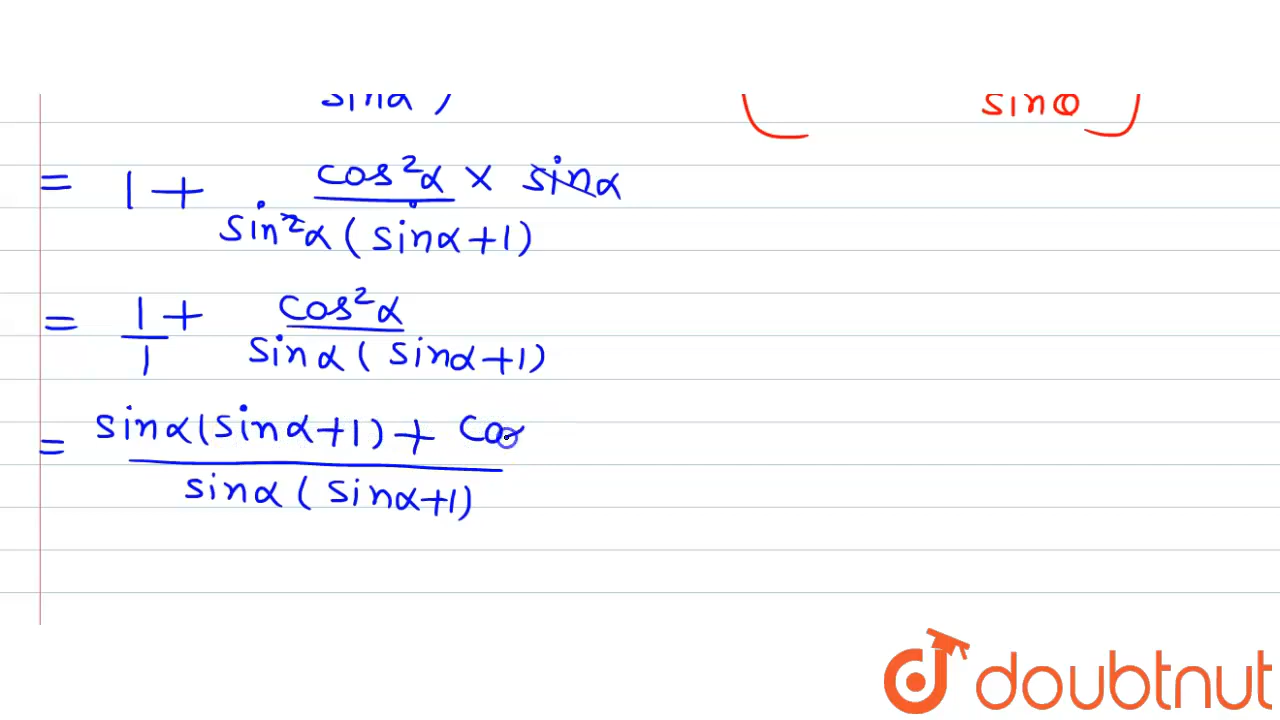 sinα)
sinθ
= 1 + cos²α × sinα
sin²α (sinα+1)
= 1/1 + cos²α
sinα (sinα+1)
= sinα(sinα+1) + co
sinα (sinα+1)
doubtnut